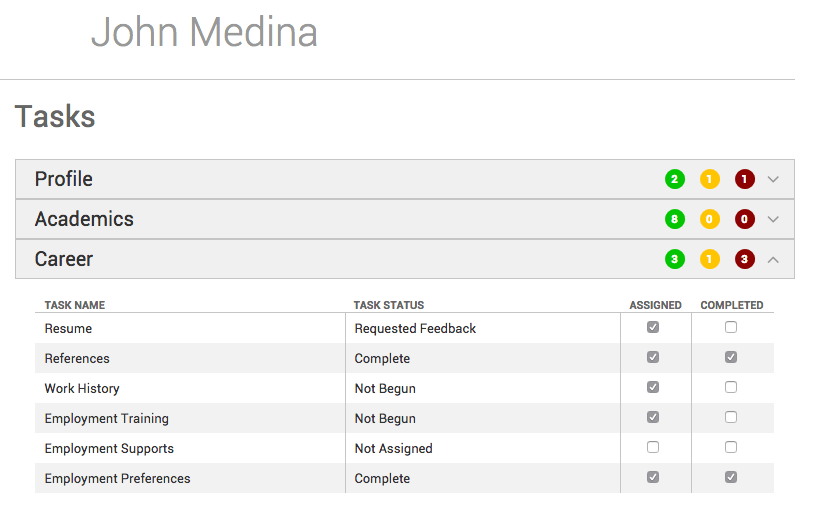 John Medina
Tasks
Profile 2 1 1
Academics 8 0 0
Career 3 1 3
TASK NAME TASK STATUS ASSIGNED COMPLETED
Resume Requested Feedback
References Complete
Work History Not Begun
Employment Training Not Begun
Employment Supports Not Assigned
Employment Preferences Complete